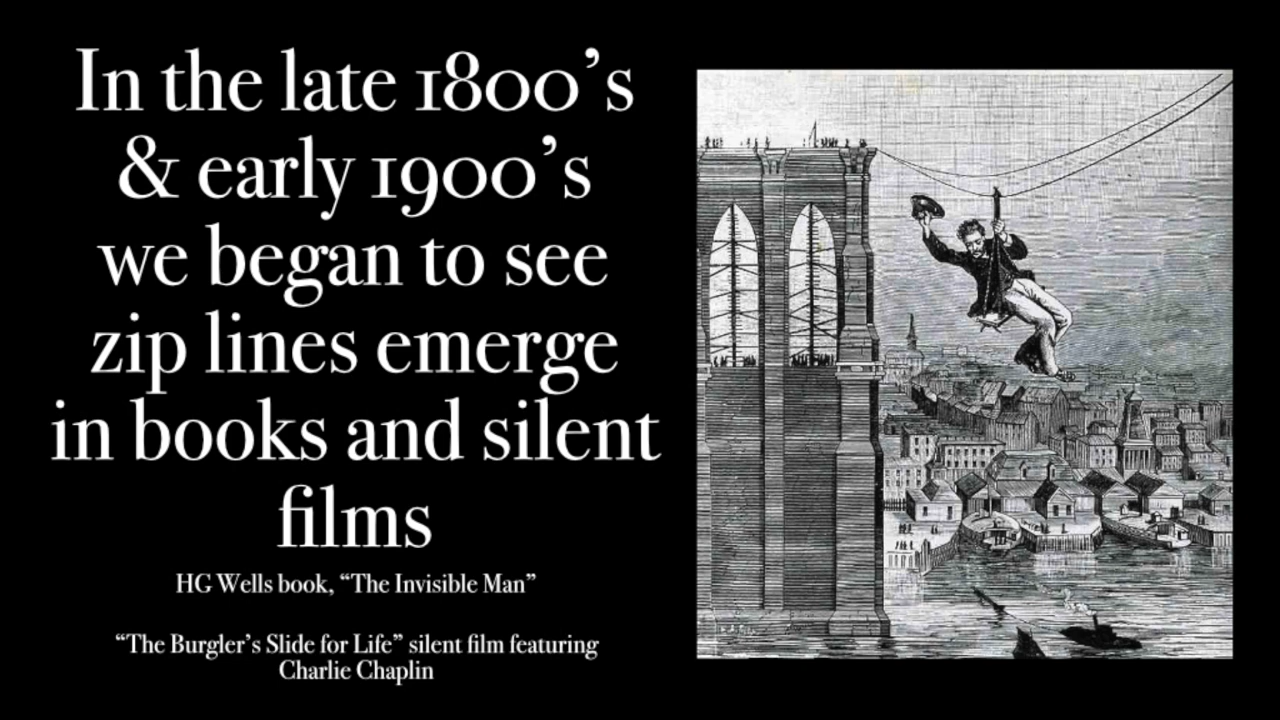 In the late 1800’s
& early 1900’s
we began to see
zip lines emerge
in books and silent
films
HG Wells book, “The Invisible Man”
“The Burgler’s Slide for Life” silent film featuring
Charlie Chaplin